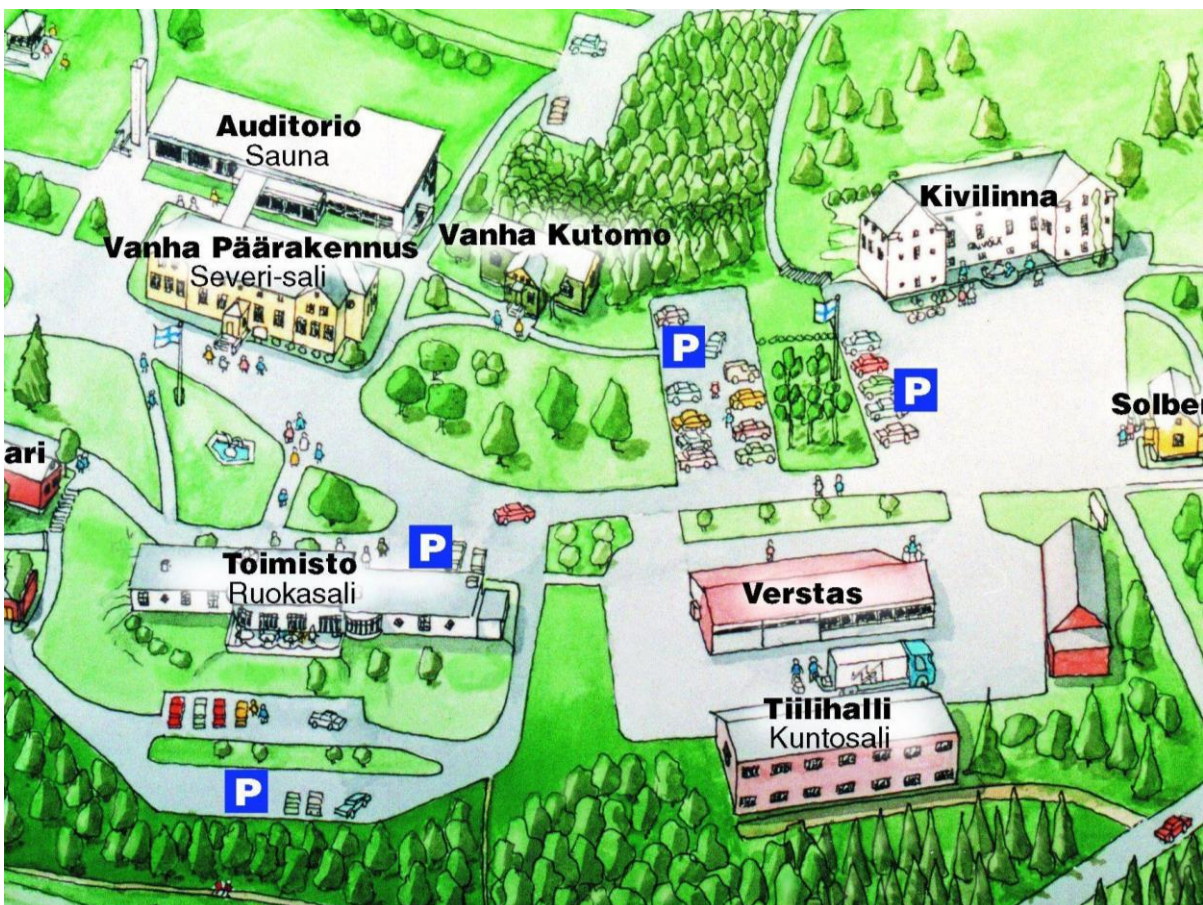 Auditorio
Sauna
Vanha Päärakennus
Severi-sali
Vanha Kutomo
Kivilinna
P
P
Solber
ari
P
Toimisto
Ruokasali
Verstas
Tiilihalli
Kuntosali
P